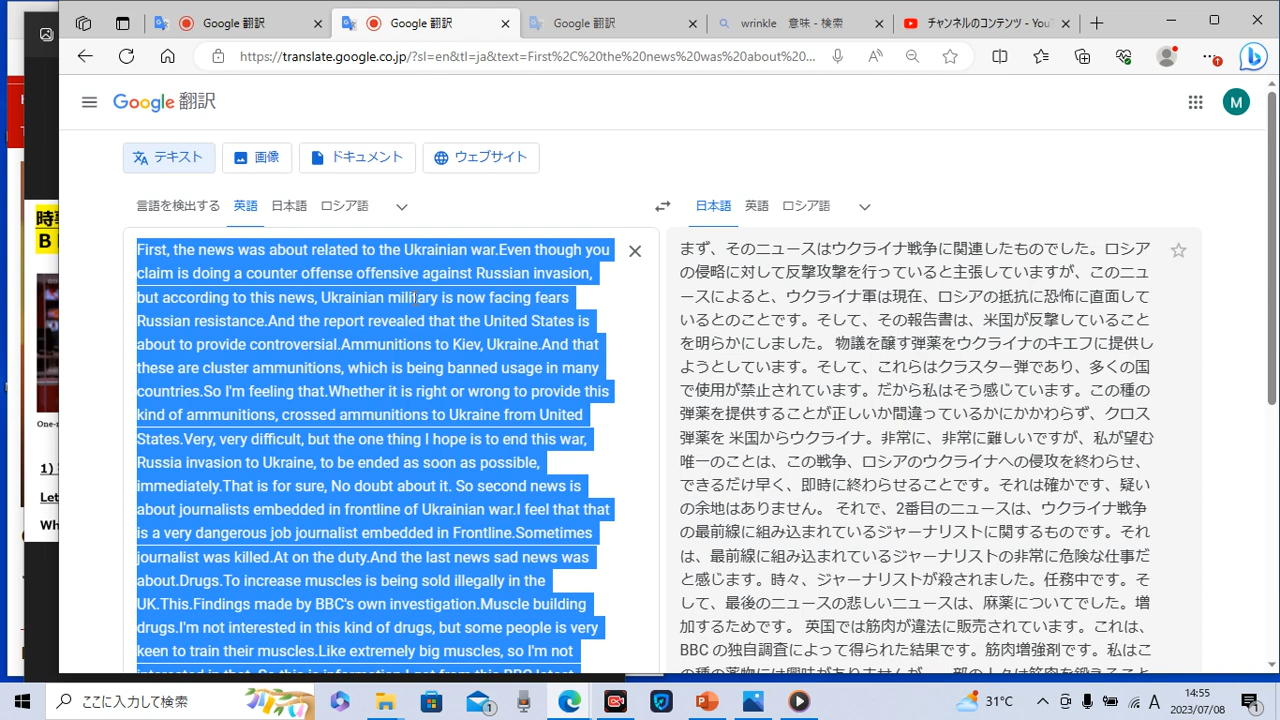 Google 翻訳
Google 翻訳
Google 翻訳
wrinkle 意味 - 検索
チャンネルのコンテンツ - You
https://translate.google.co.jp/?sl=en&tl=ja&text=First%2C%20the%20news%20was%20about%20...
Google 翻訳
M
テキスト
画像
ドキュメント
ウェブサイト
言語を検出する
英語
日本語
ロシア語
日本語
英語
ロシア語
First, the news was about related to the Ukrainian war.Even though you
claim is doing a counter offense offensive against Russian invasion,
but according to this news, Ukrainian military is now facing fears
Russian resistance.And the report revealed that the United States is
about to provide controversial.Ammunitions to Kiev, Ukraine.And that
these are cluster ammunitions, which is being banned usage in many
countries.So I'm feeling that.Whether it is right or wrong to provide this
kind of ammunitions, crossed ammunitions to Ukraine from United
States.Very, very difficult, but the one thing I hope is to end this war,
Russia invasion to Ukraine, to be ended as soon as possible,
immediately.That is for sure, No doubt about it. So second news is
about journalists embedded in frontline of Ukrainian war.I feel that that
is a very dangerous job journalist embedded in Frontline.Sometimes
journalist was killed.At on the duty.And the last news sad news was
about.Drugs.To increase muscles is being sold illegally in the
UK.This.Findings made by BBC's own investigation.Muscle building
drugs.I'm not interested in this kind of drugs, but some people is very
keen to train their muscles.Like extremely big muscles, so I'm not
interested in that. So this is information I got from this BBC latest
まず、そのニュースはウクライナ戦争に関連したものでした。ロシア
の侵略に対して反撃攻撃を行っていると主張していますが、このニュ
ースによると、ウクライナ軍は現在、ロシアの抵抗に恐怖に直面して
いるとのことです。そして、その報告書は、米国が反撃していること
を明らかにしました。 物議を醸す弾薬をウクライナのキエフに提供し
ようとしています。そして、これらはクラスター弾であり、多くの国
で使用が禁止されています。だから私はそう感じています。この種の
弾薬を提供することが正しいか間違っているかにかかわらず、クロス
弾薬を 米国からウクライナ。非常に、非常に難しいですが、私が望む
唯一のことは、この戦争、ロシアのウクライナへの侵攻を終わらせ、
できるだけ早く、即時に終わらせることです。それは確かです、疑い
の余地はありません。 それで、2番目のニュースは、ウクライナ戦争
の最前線に組み込まれているジャーナリストに関するものです。それ
は、最前線に組み込まれているジャーナリストの非常に危険な仕事だ
と感じます。時々、ジャーナリストが殺されました。任務中です。そ
して、最後のニュースの悲しいニュースは、麻薬についてでした。増
加するためです。 英国では筋肉が違法に販売されています。これは、
BBC の独自調査によって得られた結果です。筋肉増強剤です。私はこ
時事
B
One-n
1)
Let
Wh
ここに入力して検索
31°C
A
14:55
2023/07/08